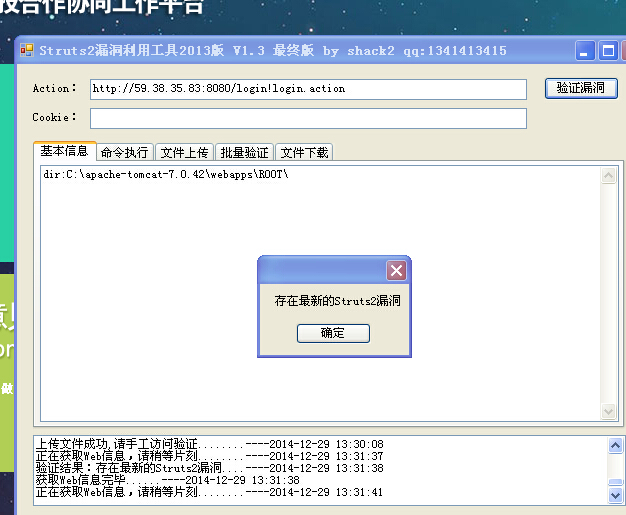 投合作协同工作平台
Struts2漏洞利用工具2013版 V1.3 最终版 by shack2 qq:1341413415
Action: http://59.38.35.83:8080/login!login.action 验证漏洞
Cookie:
基本信息 命令执行 文件上传 批量验证 文件下载
dir:C:\apache-tomcat-7.0.42\webapps\ROOT\
存在最新的Struts2漏洞
确定
上传文件成功,请手工访问验证........----2014-12-29 13:30:08
正在获取Web信息，请稍等片刻........----2014-12-29 13:31:37
验证结果：存在最新的Struts2漏洞....----2014-12-29 13:31:38
获取Web信息完毕......----2014-12-29 13:31:38
正在获取Web信息，请稍等片刻........----2014-12-29 13:31:41
意
or
做